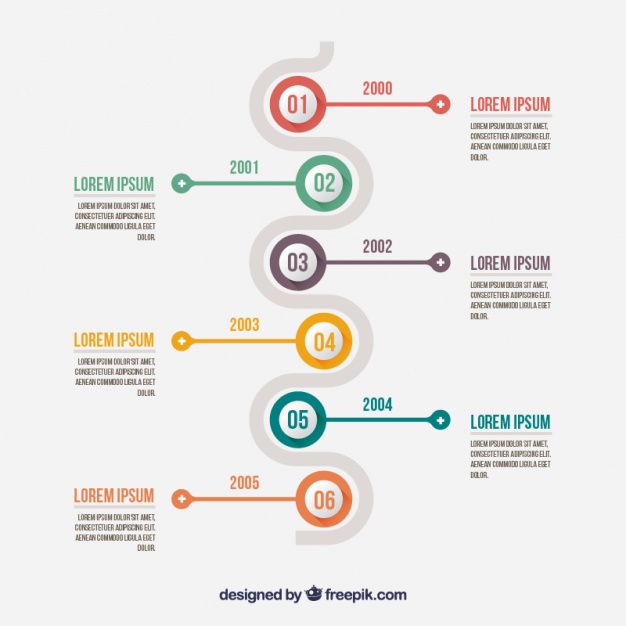 01
2000
LOREM IPSUM
LOREM IPSUM DOLOR SIT AMET,
CONSECTETUER ADIPISCING ELIT.
AENEAN COMMODO LIGULA EGET
DOLOR.
2001
02
LOREM IPSUM
LOREM IPSUM DOLOR SIT AMET,
CONSECTETUER ADIPISCING ELIT.
AENEAN COMMODO LIGULA EGET
DOLOR.
03
2002
LOREM IPSUM
LOREM IPSUM DOLOR SIT AMET,
CONSECTETUER ADIPISCING ELIT.
AENEAN COMMODO LIGULA EGET
DOLOR.
2003
04
LOREM IPSUM
LOREM IPSUM DOLOR SIT AMET,
CONSECTETUER ADIPISCING ELIT.
AENEAN COMMODO LIGULA EGET
DOLOR.
05
2004
LOREM IPSUM
LOREM IPSUM DOLOR SIT AMET,
CONSECTETUER ADIPISCING ELIT.
AENEAN COMMODO LIGULA EGET
DOLOR.
2005
06
LOREM IPSUM
LOREM IPSUM DOLOR SIT AMET,
CONSECTETUER ADIPISCING ELIT.
AENEAN COMMODO LIGULA EGET
DOLOR.
designed by freepik.com